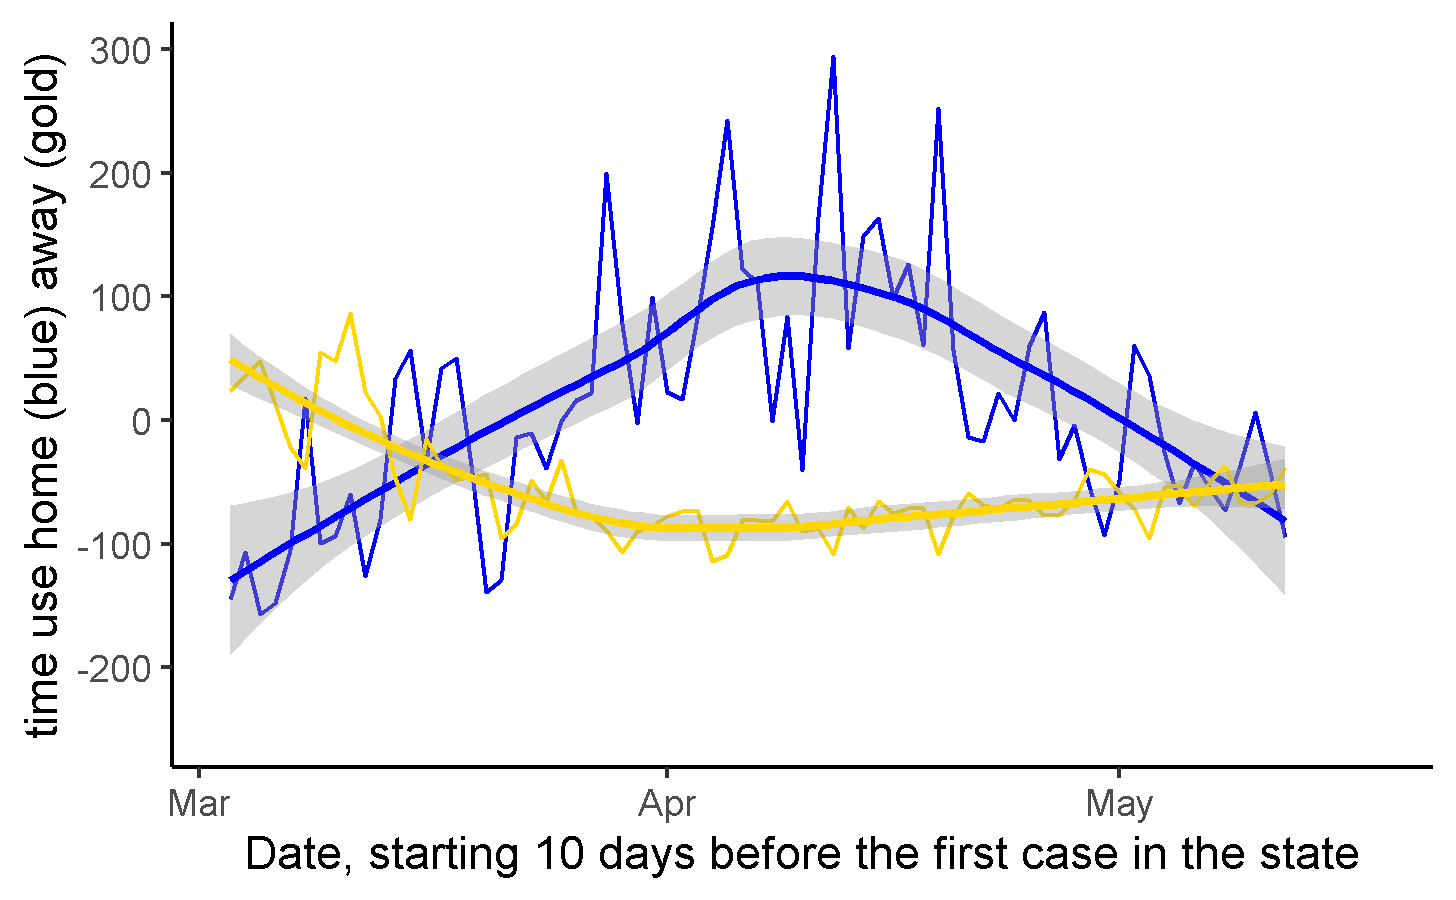 time use home (blue) away (gold)
300
200
100
0
-100
-200
Mar
Apr
May
Date, starting 10 days before the first case in the state